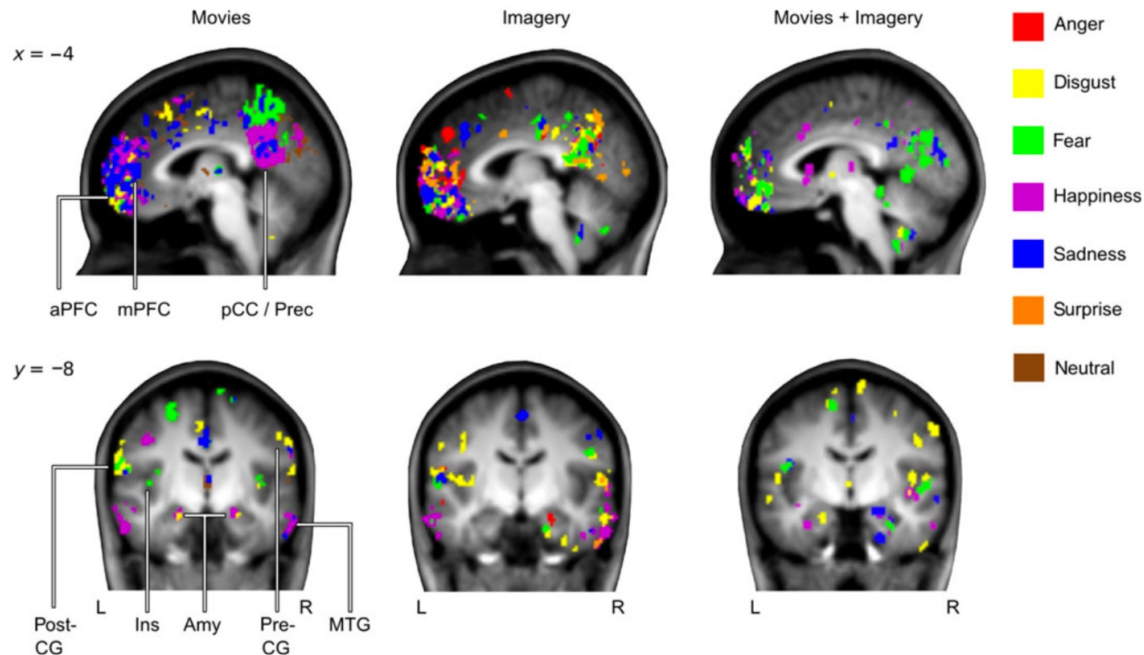 Movies
Imagery
Movies + Imagery
x = −4
Anger
Disgust
Fear
Happiness
Sadness
Surprise
Neutral
aPFC
mPFC
pCC / Prec
y = −8
L
R
L
R
L
R
Post-
CG
Ins
Amy
Pre-
CG
MTG